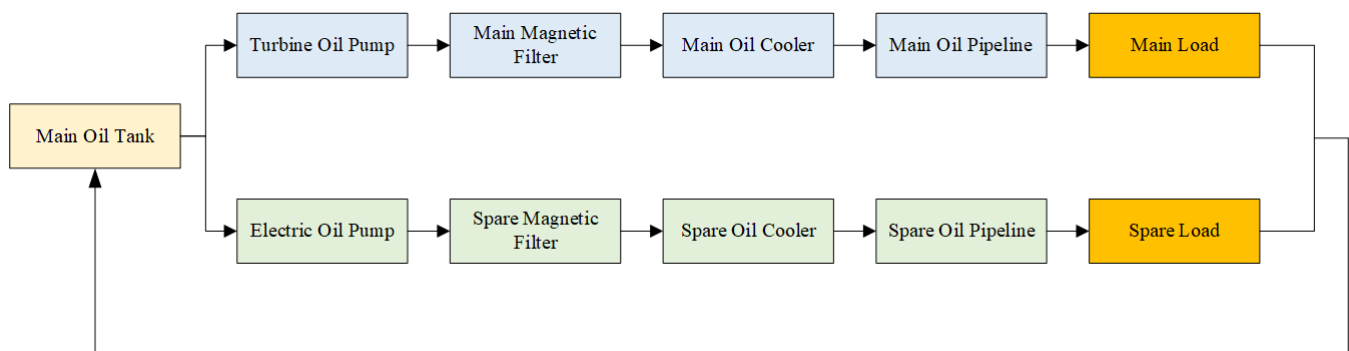 Turbine Oil Pump
Main Magnetic
Filter
Main Oil Cooler
Main Oil Pipeline
Main Load
Main Oil Tank
Electric Oil Pump
Spare Magnetic
Filter
Spare Oil Cooler
Spare Oil Pipeline
Spare Load